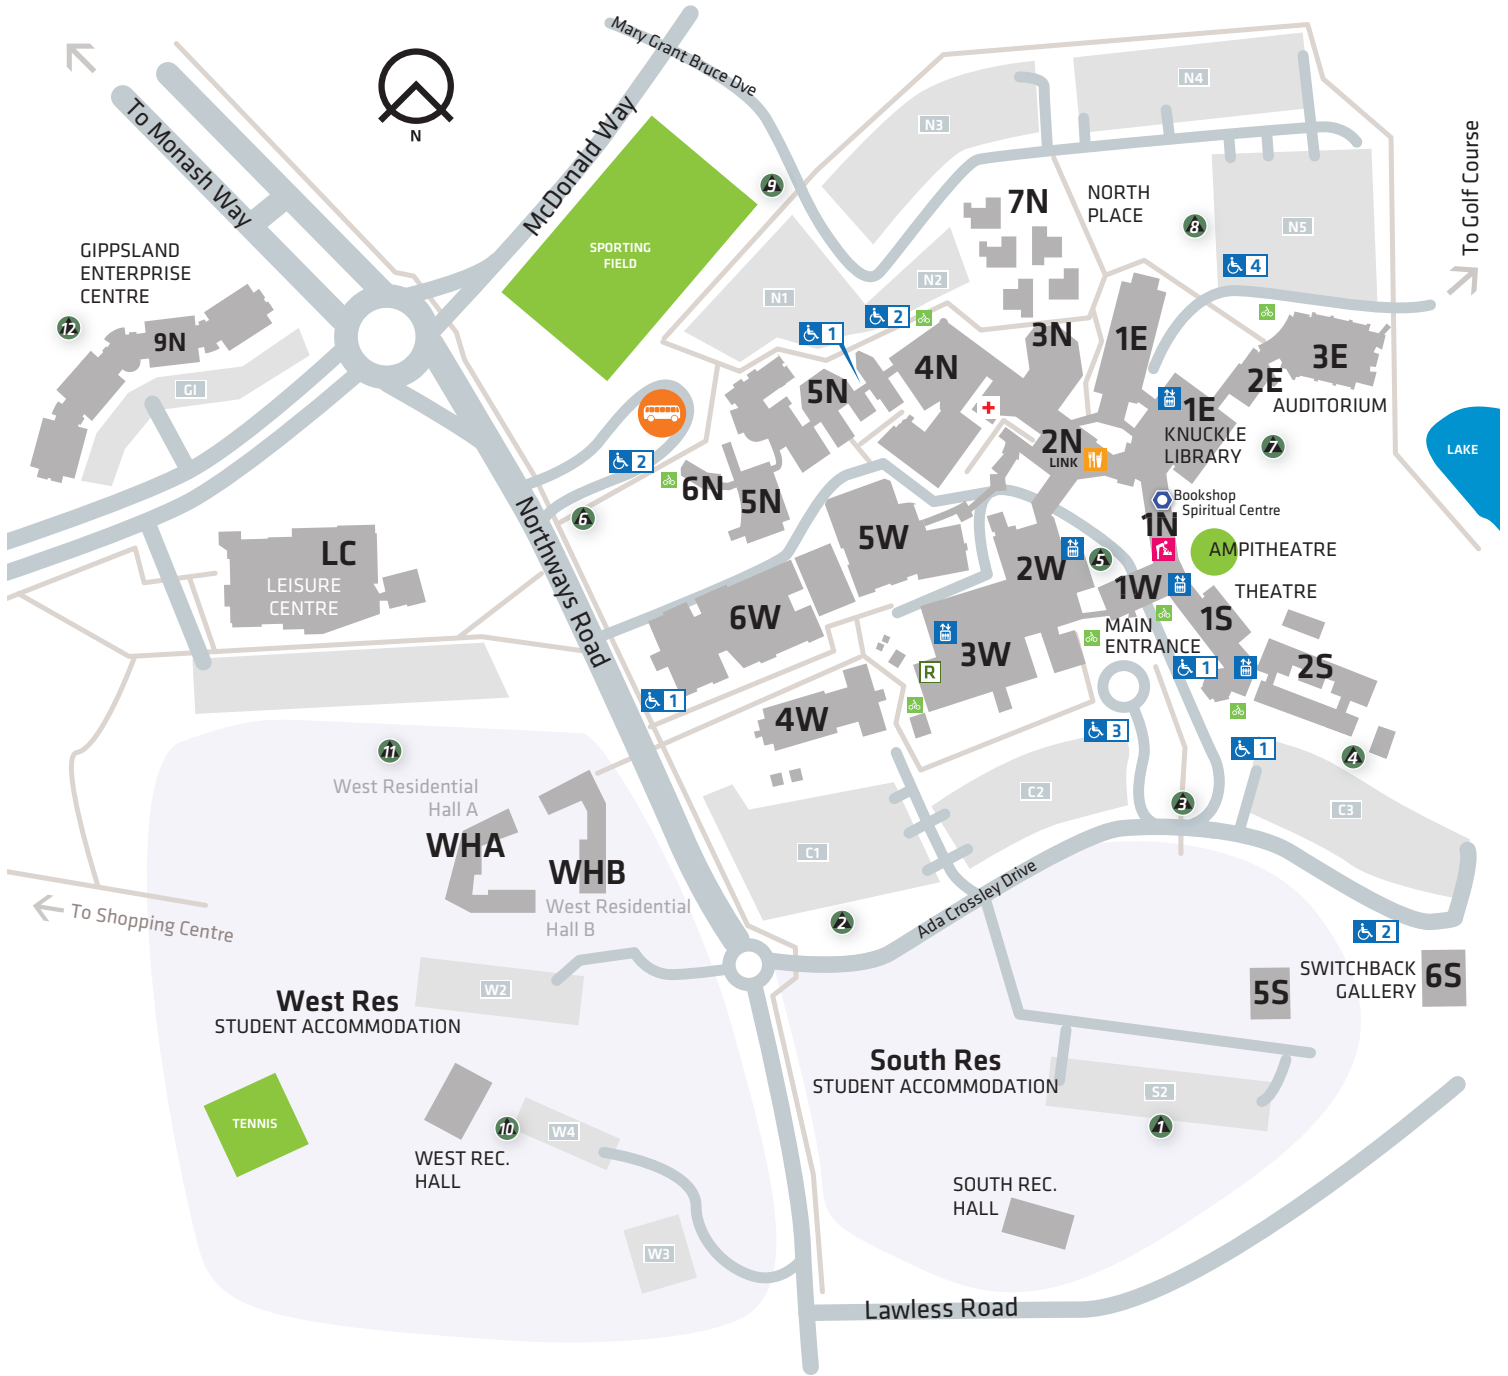 Mary Grant Bruce Dve
To Monash Way
N
McDonald Way
N3
N4
To Golf Course
9
7N
NORTH
PLACE
8
N5
SPORTING
FIELD
GIPPSLAND
ENTERPRISE
CENTRE
12
9N
GI
N1
N2
4
2
1
3N
1E
4N
5N
2E
3E
AUDITORIUM
1E
KNUCKLE
LIBRARY
7
2N
LINK
LAKE
2
6N
5N
6
Bookshop
Spiritual Centre
1N
AMPITHEATRE
Northways Road
LC
LEISURE
CENTRE
5W
2W
5
1W
THEATRE
1S
6W
MAIN
ENTRANCE
3W
R
1
2S
1
4W
3
1
4
11
West Residential
Hall A
WHA
WHB
West Residential
Hall B
C2
3
C3
C1
Ada Crossley Drive
2
To Shopping Centre
2
SWITCHBACK
GALLERY
5S
6S
W2
West Res
STUDENT ACCOMMODATION
South Res
STUDENT ACCOMMODATION
S2
1
TENNIS
10
W4
WEST REC.
HALL
SOUTH REC.
HALL
W3
Lawless Road